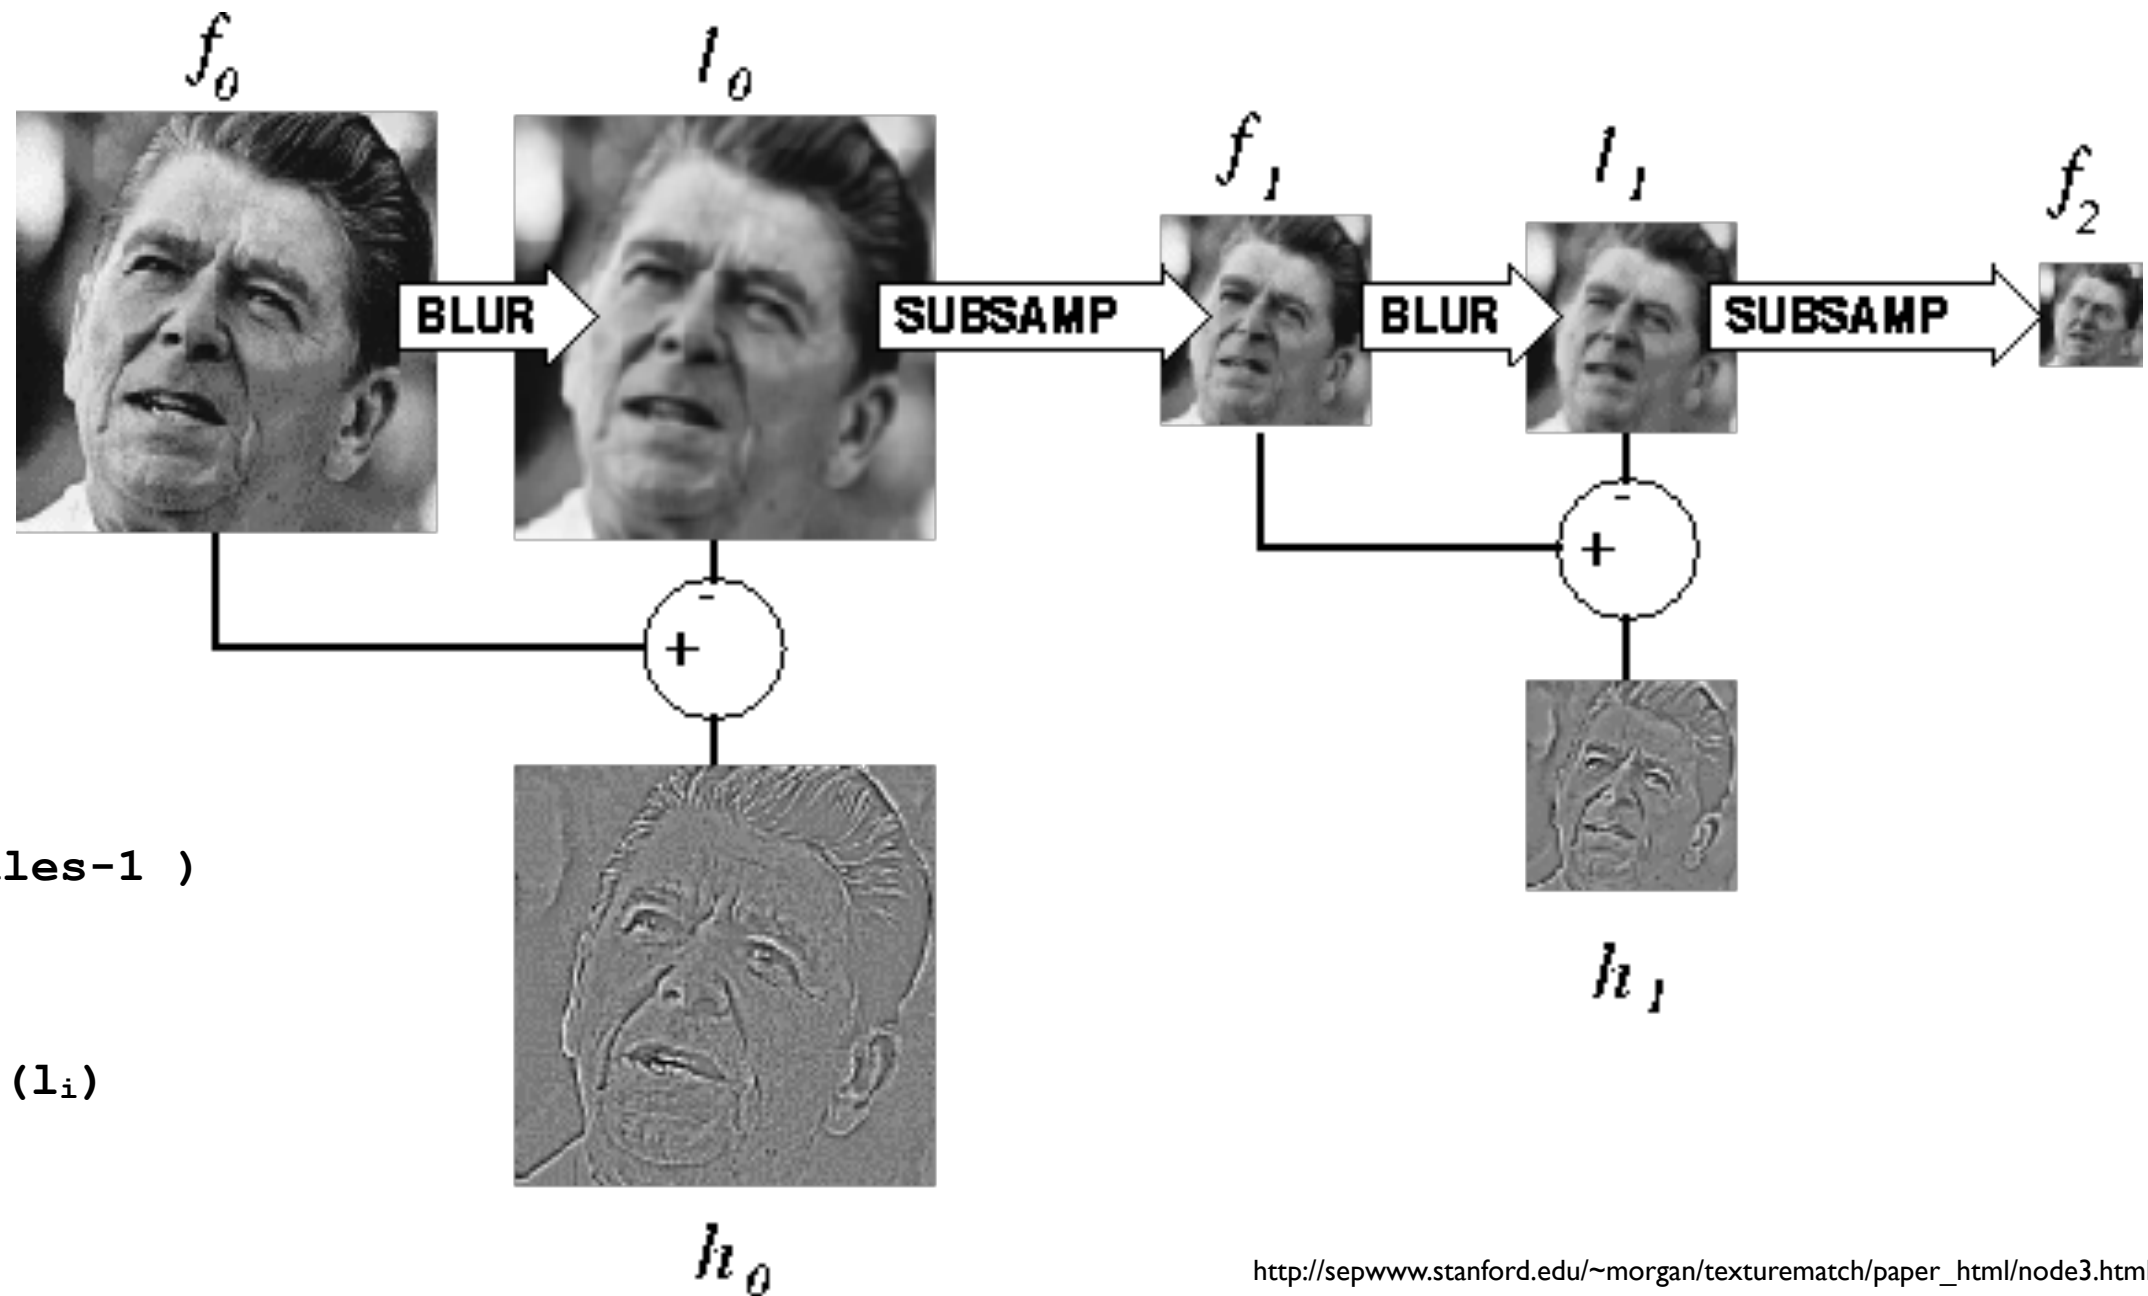 f₀
l₀
f₁
l₁
f₂
BLUR
SUBSAMP
BLUR
SUBSAMP
-
+
-
+
les-1 )
h₁
(lᵢ)
h₀
http://sepwww.stanford.edu/~morgan/texturematch/paper_html/node3.html